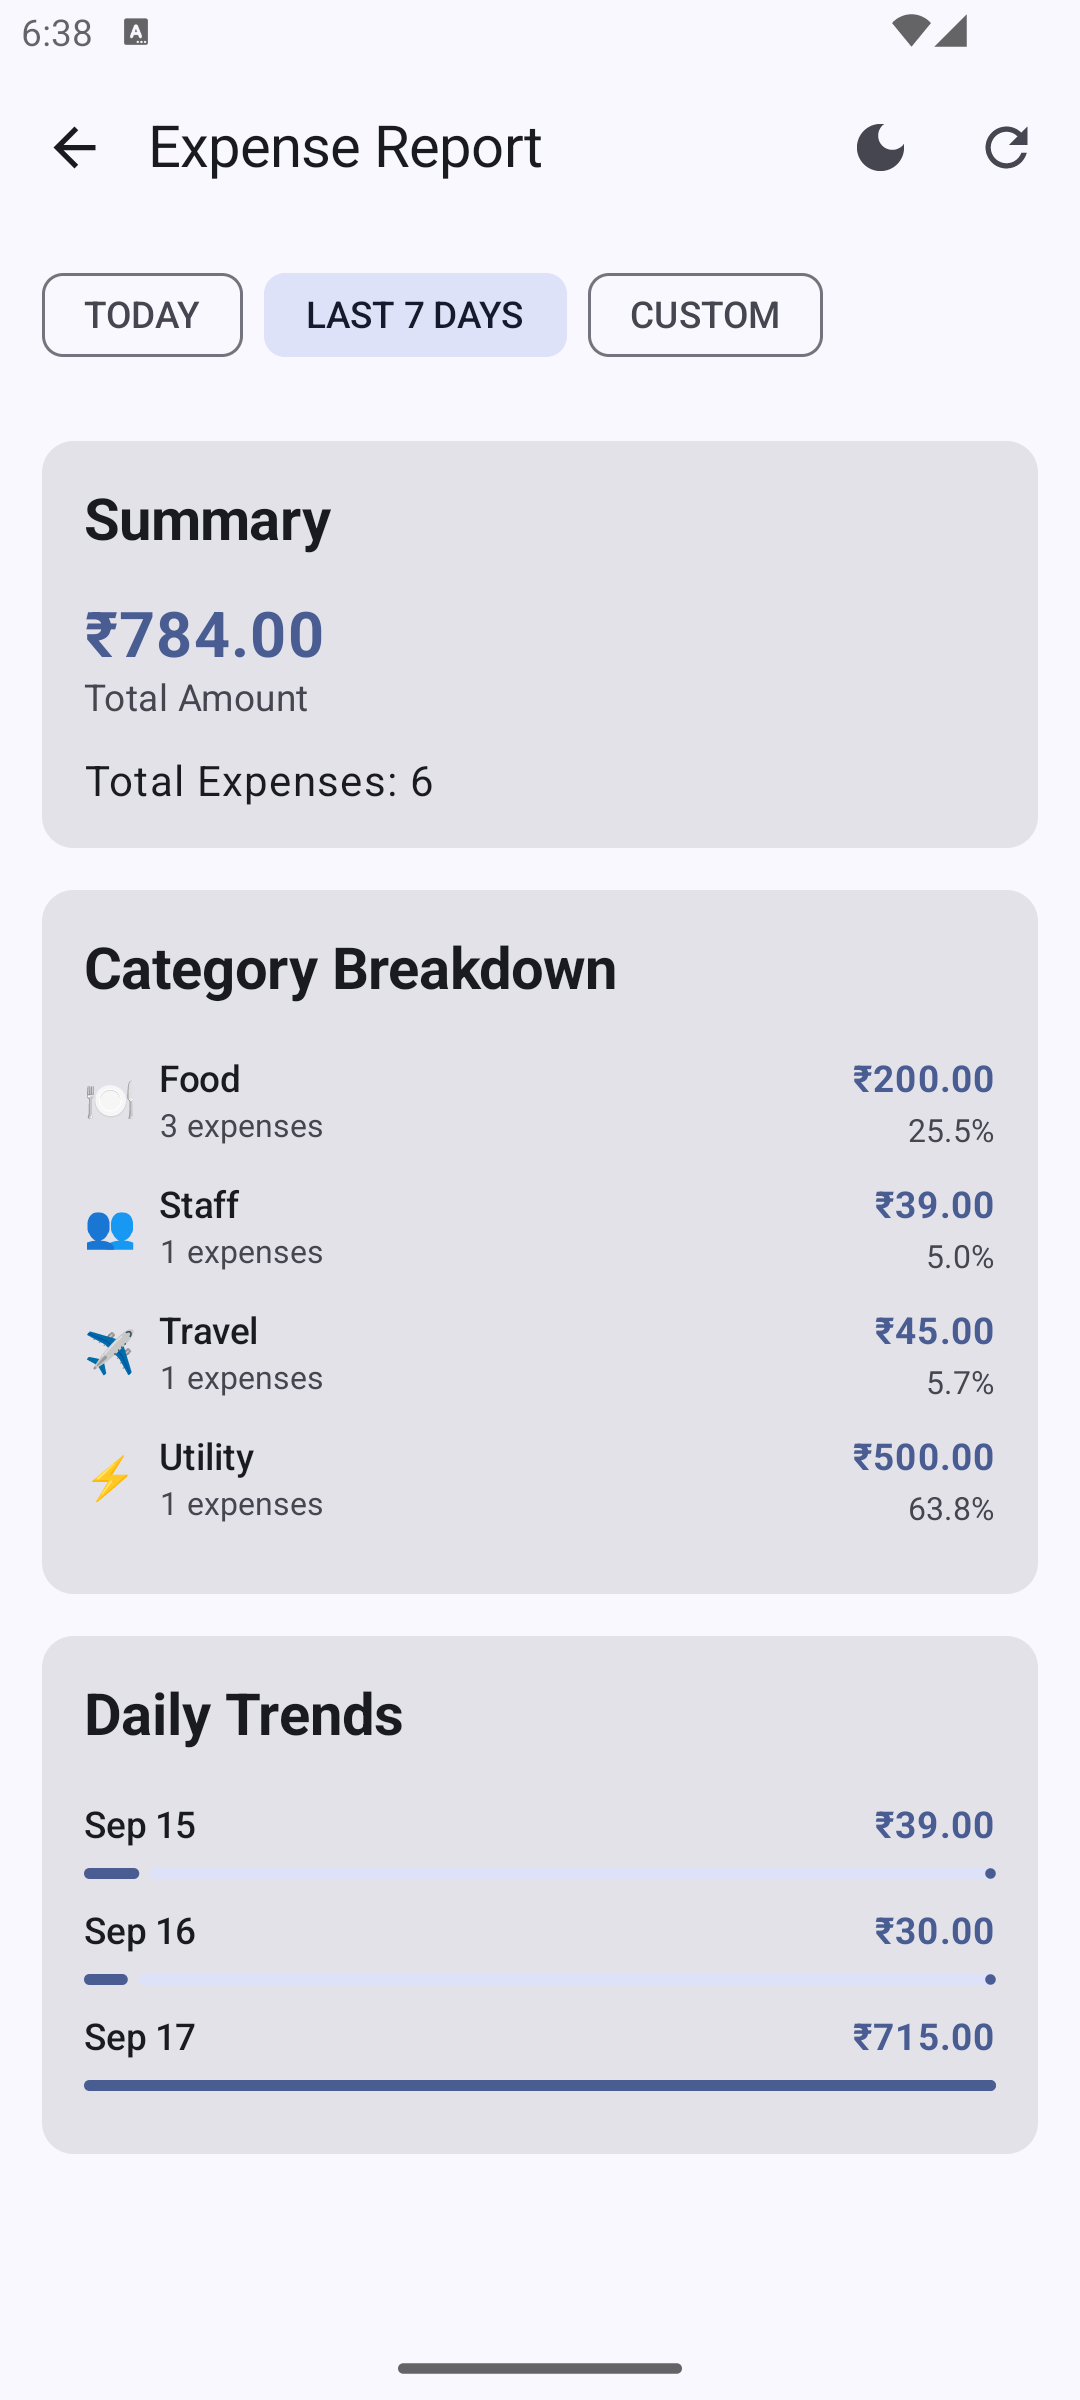 6:38
Expense Report
TODAY
LAST 7 DAYS
CUSTOM
Summary
₹784.00
Total Amount
Total Expenses: 6
Category Breakdown
Food
₹200.00
3 expenses
25.5%
Staff
₹39.00
1 expenses
5.0%
Travel
₹45.00
1 expenses
5.7%
Utility
₹500.00
1 expenses
63.8%
Daily Trends
Sep 15
₹39.00
Sep 16
₹30.00
Sep 17
₹715.00